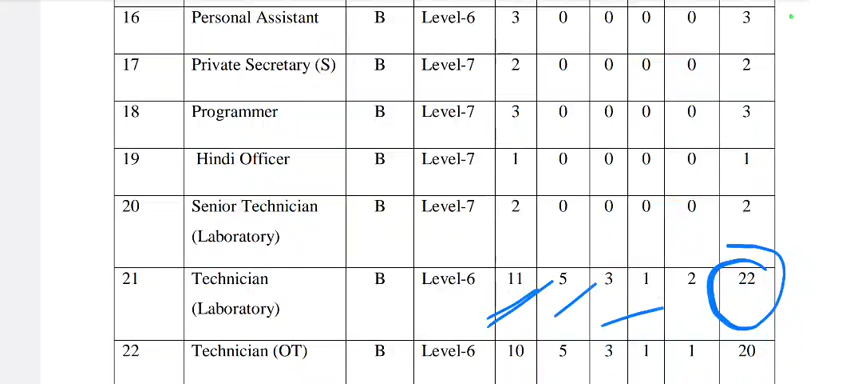 16 Personal Assistant B Level-6 3 0 0 0 0 3
17 Private Secretary (S) B Level-7 2 0 0 0 0 2
18 Programmer B Level-7 3 0 0 0 0 3
19 Hindi Officer B Level-7 1 0 0 0 0 1
20 Senior Technician B Level-7 2 0 0 0 0 2
(Laboratory)
21 Technician B Level-6 11 5 3 1 2 22
(Laboratory)
22 Technician (OT) B Level-6 10 5 3 1 1 20